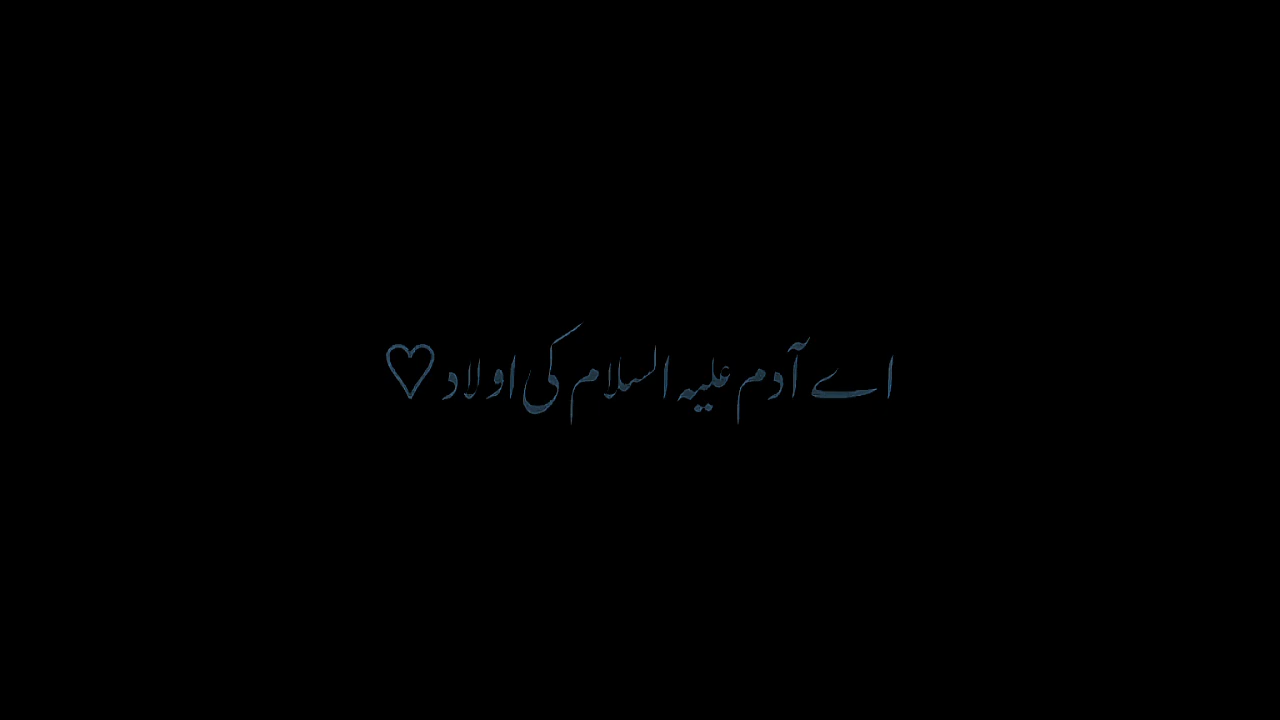 اے آدم علیہ السلام کی اولاد ♡